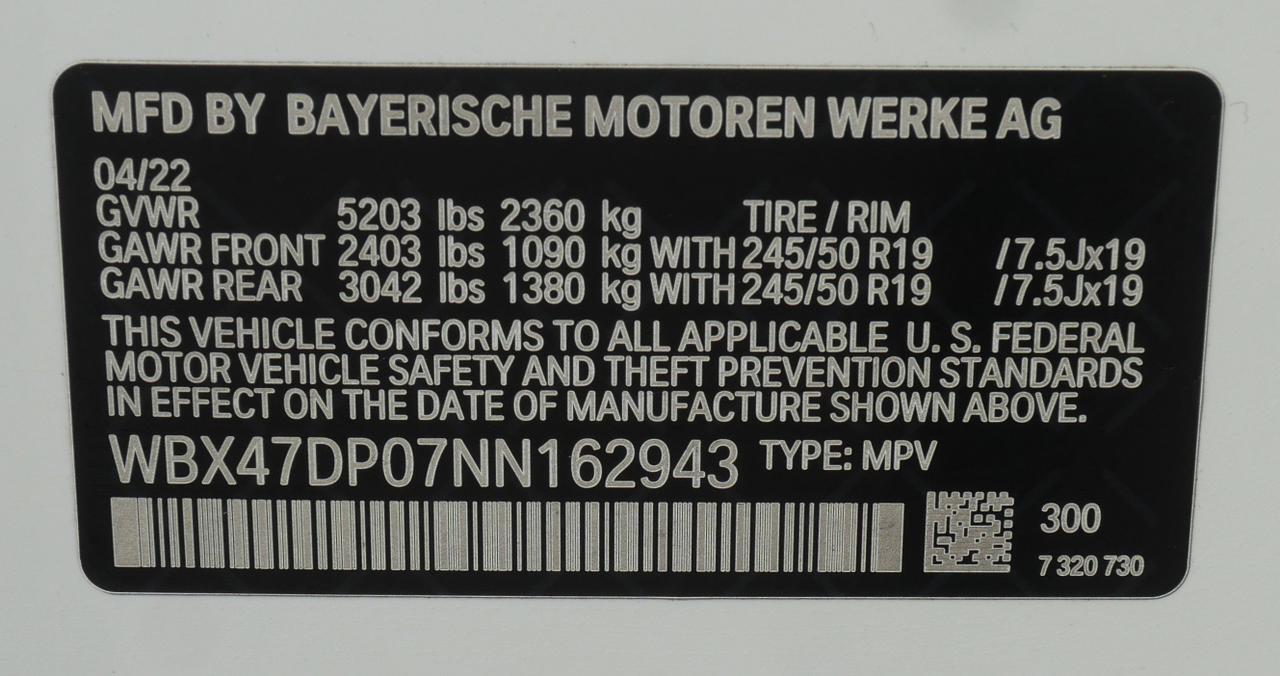 MFD BY BAYERISCHE MOTOREN WERKE AG
04/22
GVWR 5203 lbs 2360 kg TIRE / RIM
GAWR FRONT 2403 lbs 1090 kg WITH 245/50 R19 /7.5Jx19
GAWR REAR 3042 lbs 1380 kg WITH 245/50 R19 /7.5Jx19
THIS VEHICLE CONFORMS TO ALL APPLICABLE U. S. FEDERAL
MOTOR VEHICLE SAFETY AND THEFT PREVENTION STANDARDS
IN EFFECT ON THE DATE OF MANUFACTURE SHOWN ABOVE.
WBX47DP07NN162943 TYPE: MPV
300
7 320 730